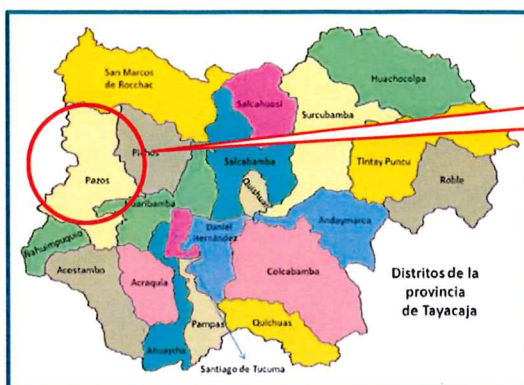 San Marcos
de Rocchac
Huachocolpa
Salcahuasi
Surcubamba
Pichos
Salcabamba
Tintay Puncu
Roble
Pazos
Quishuar
Huaribamba
Daniel
Hernández
Andaymarca
Ñahuimpuquio
Acostambo
Acraquia
Colcabamba
Distritos de la
provincia
de Tayacaja
Pampas
Quichuas
Ahuaycha
Santiago de Tucuma